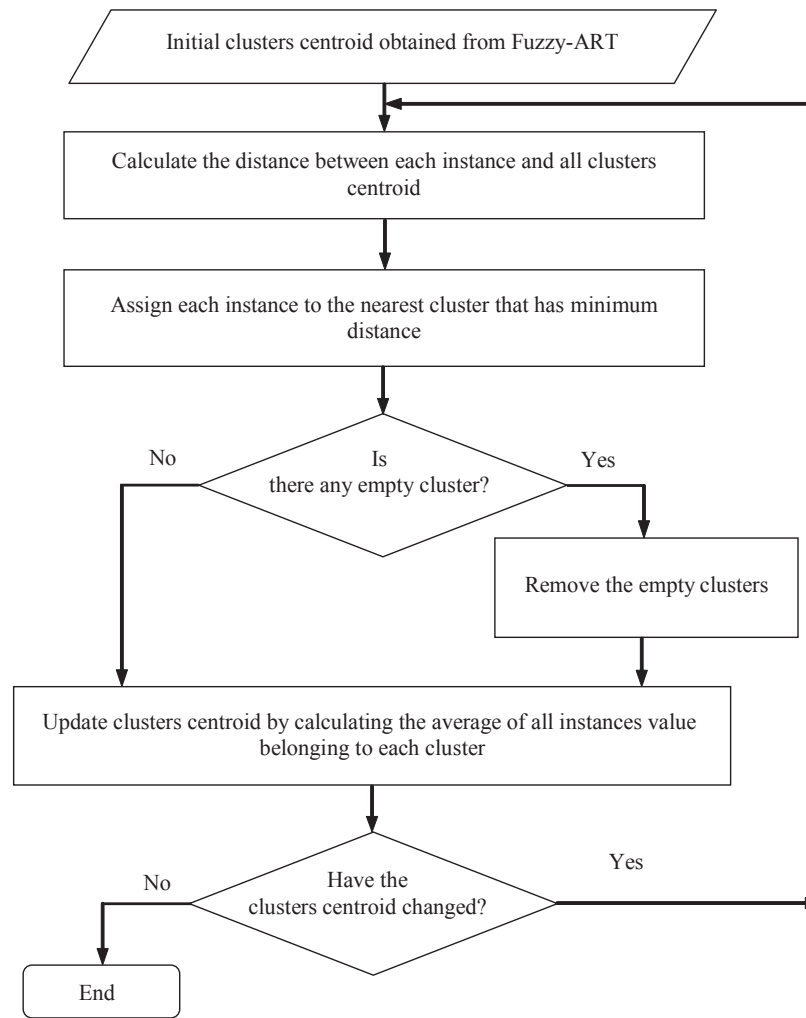 Initial clusters centroid obtained from Fuzzy-ART
Calculate the distance between each instance and all clusters
centroid
Assign each instance to the nearest cluster that has minimum
distance
No
Is
there any empty cluster?
Yes
Remove the empty clusters
Update clusters centroid by calculating the average of all instances value
belonging to each cluster
No
Have the
clusters centroid changed?
Yes
End